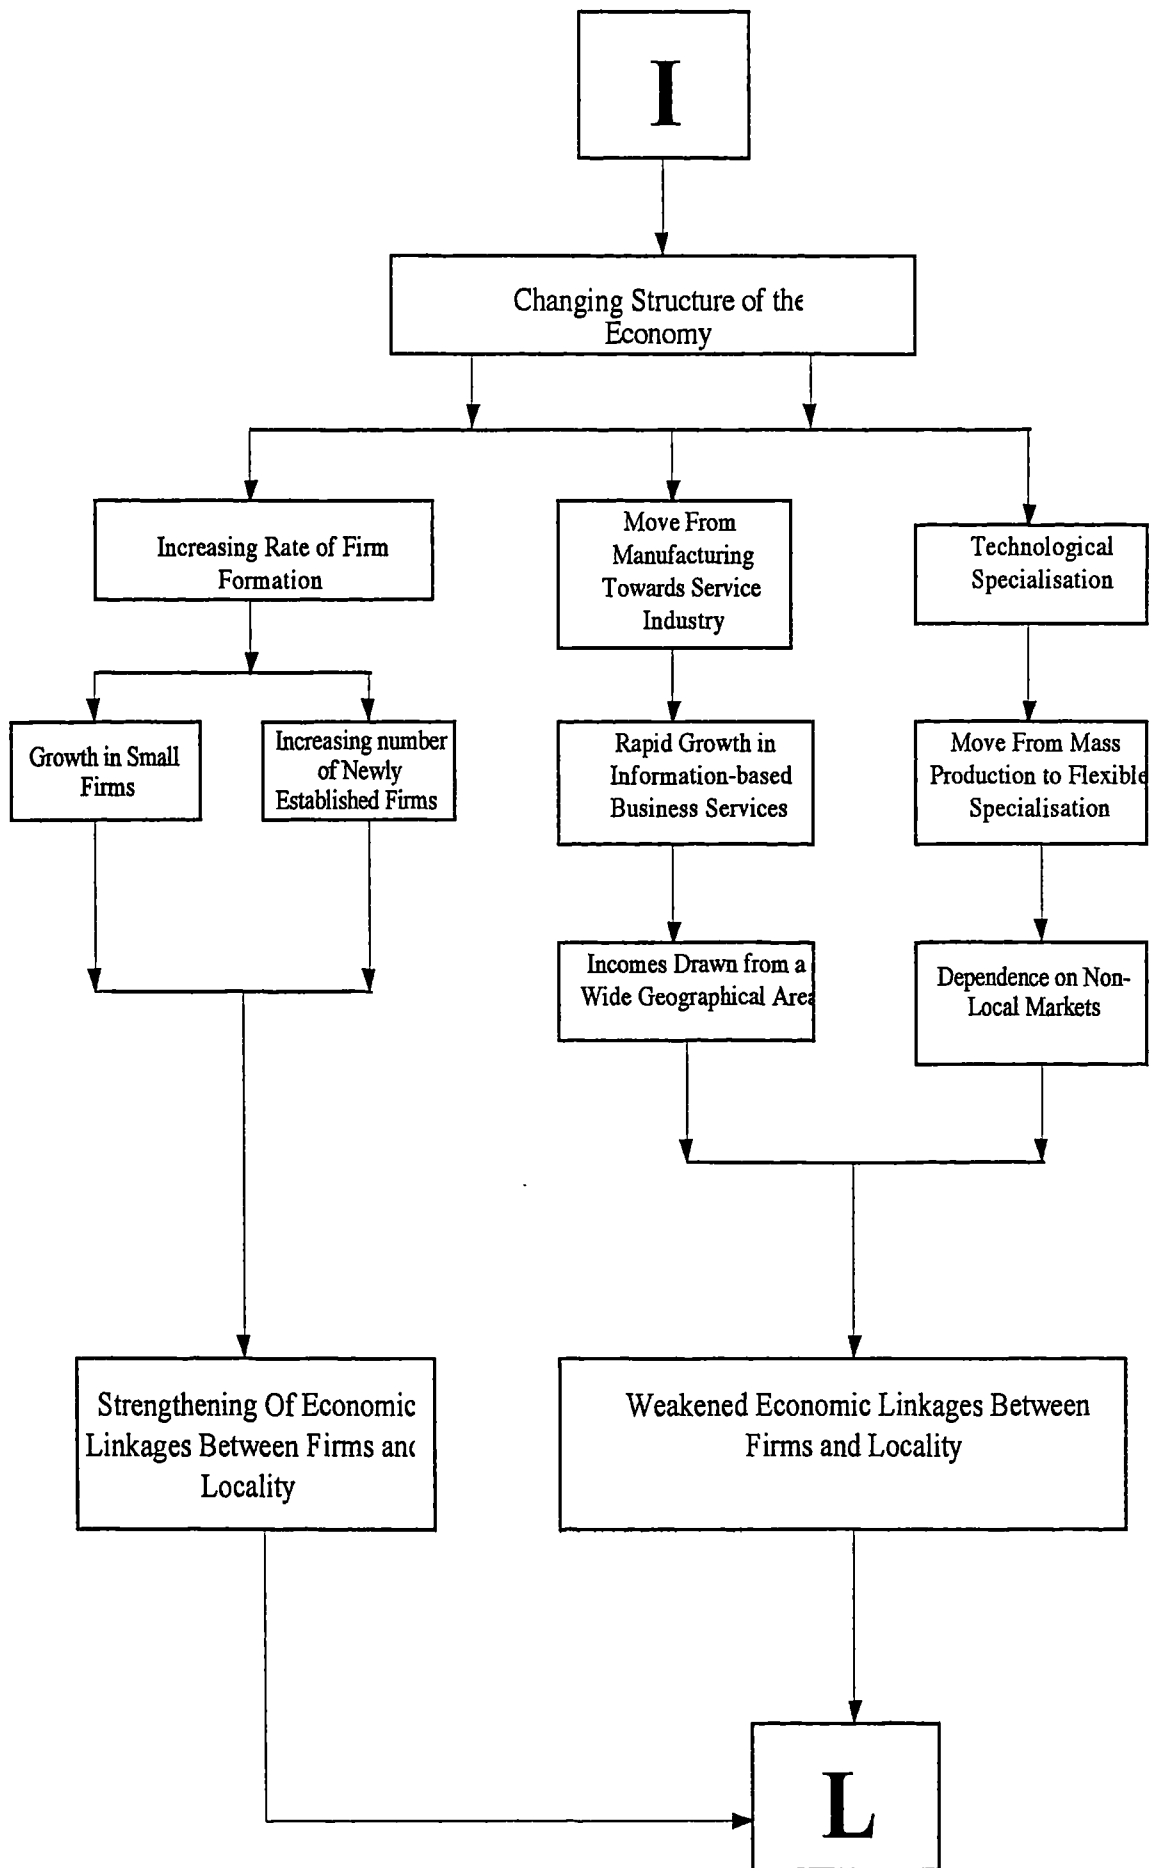 I
Changing Structure of the
Economy
Increasing Rate of Firm
Formation
Move From
Manufacturing
Towards Service
Industry
Technological
Specialisation
Growth in Small
Firms
Increasing number
of Newly
Established Firms
Rapid Growth in
Information-based
Business Services
Move From Mass
Production to Flexible
Specialisation
Incomes Drawn from a
Wide Geographical Area
Dependence on Non-
Local Markets
Strengthening Of Economic
Linkages Between Firms and
Locality
Weakened Economic Linkages Between
Firms and Locality
L